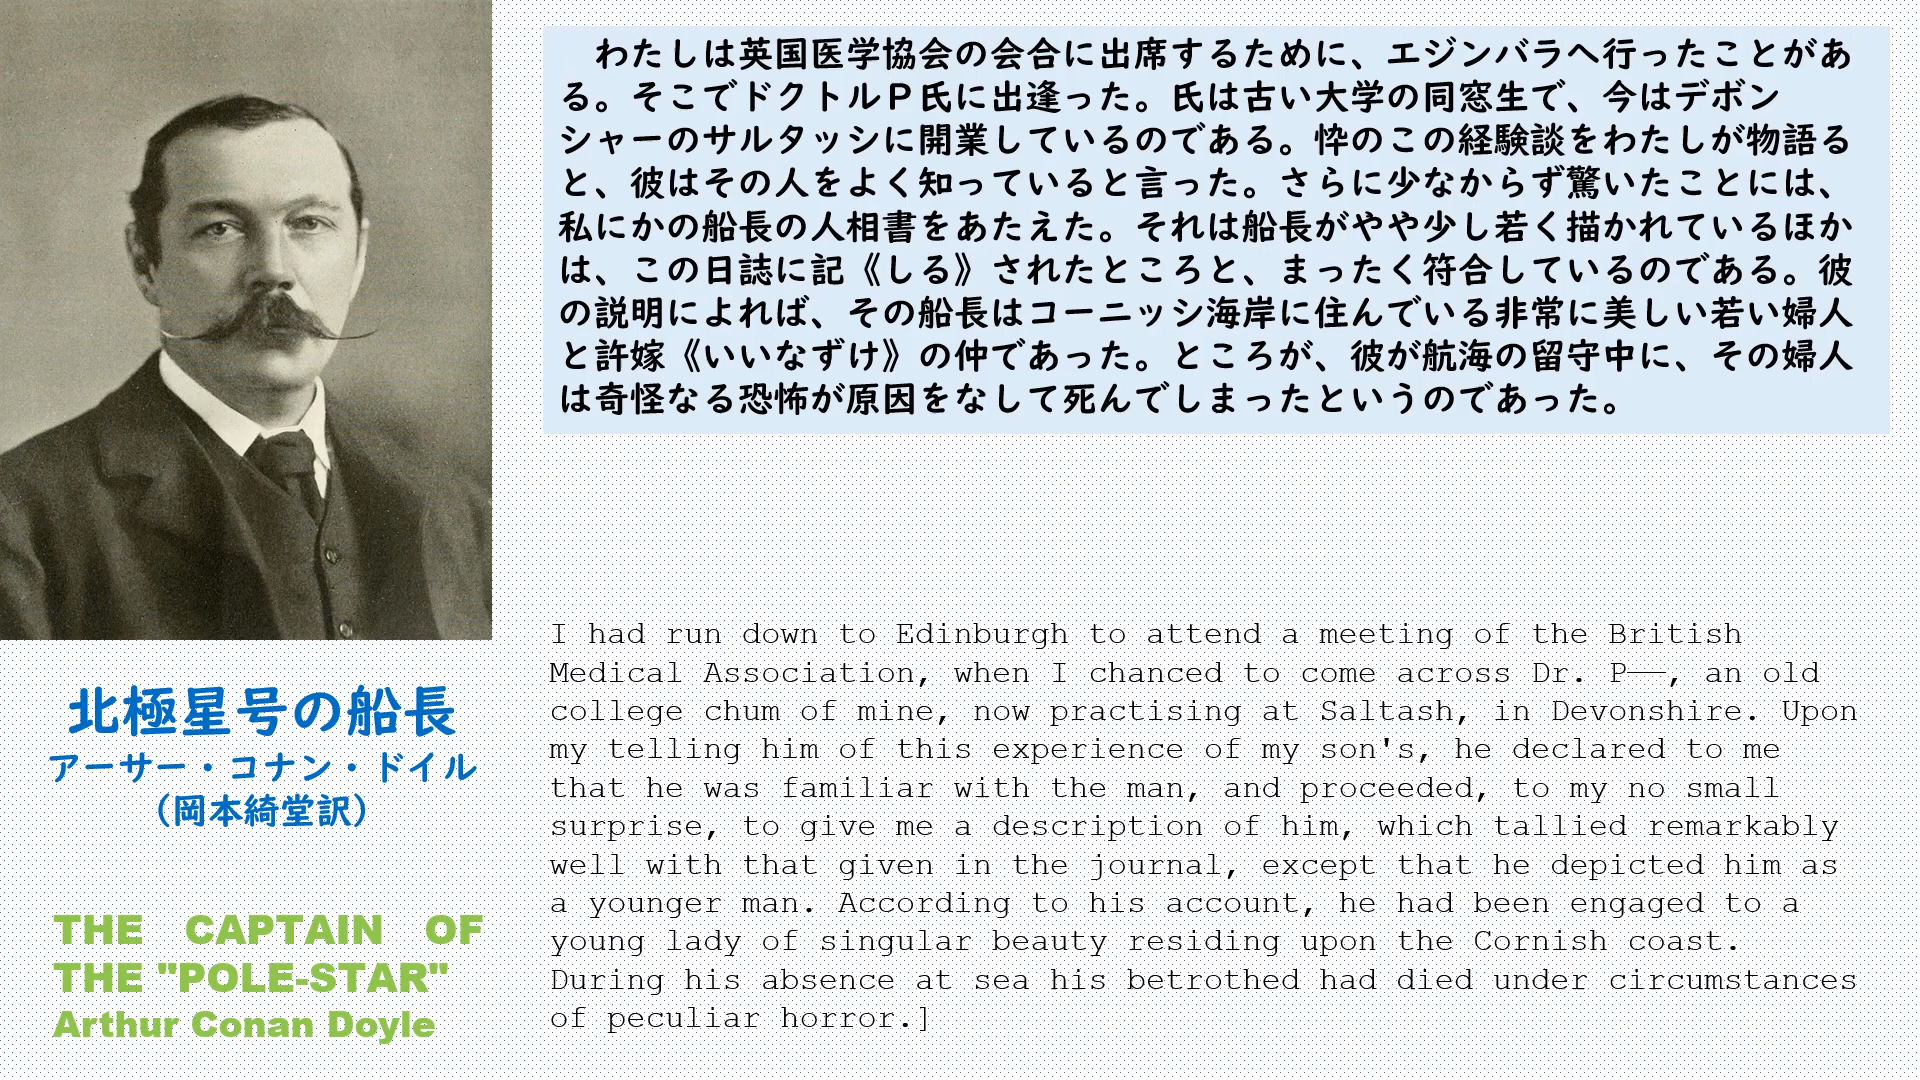 わたしは英国医学協会の会合に出席するために、エジンバラへ行ったことがあ
る。そこでドクトルＰ氏に出逢った。氏は古い大学の同窓生で、今はデボン
シャーのサルタッシに開業しているのである。忰のこの経験談をわたしが物語る
と、彼はその人をよく知っていると言った。さらに少なからず驚いたことには、
私にかの船長の人相書をあたえた。それは船長がやや少し若く描かれているほか
は、この日誌に記《しる》されたところと、まったく符合しているのである。彼
の説明によれば、その船長はコーニッシ海岸に住んでいる非常に美しい若い婦人
と許嫁《いいなずけ》の仲であった。ところが、彼が航海の留守中に、その婦人
は奇怪なる恐怖が原因をなして死んでしまったというのであった。
I had run down to Edinburgh to attend a meeting of the British
Medical Association, when I chanced to come across Dr. P——, an old
college chum of mine, now practising at Saltash, in Devonshire. Upon
my telling him of this experience of my son's, he declared to me
that he was familiar with the man, and proceeded, to my no small
surprise, to give me a description of him, which tallied remarkably
well with that given in the journal, except that he depicted him as
a younger man. According to his account, he had been engaged to a
young lady of singular beauty residing upon the Cornish coast.
During his absence at sea his betrothed had died under circumstances
of peculiar horror.]
北極星号の船長
アーサー・コナン・ドイル
（岡本綺堂訳）
THE CAPTAIN OF
THE "POLE-STAR"
Arthur Conan Doyle